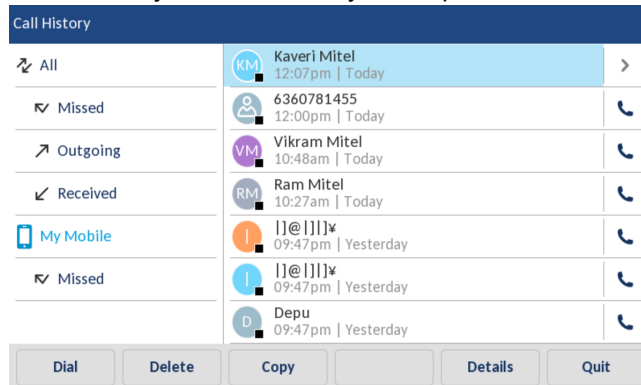 Call History
All
Missed
Outgoing
Received
My Mobile
Missed
KM
Kaveri Mitel
12:07pm | Today
6360781455
12:00pm | Today
VM
Vikram Mitel
10:48am | Today
RM
Ram Mitel
10:27am | Today
|
|]@|]|]¥
09:47pm | Yesterday
|
|]@|]|]¥
09:47pm | Yesterday
D
Depu
09:47pm | Yesterday
Dial
Delete
Copy
Details
Quit